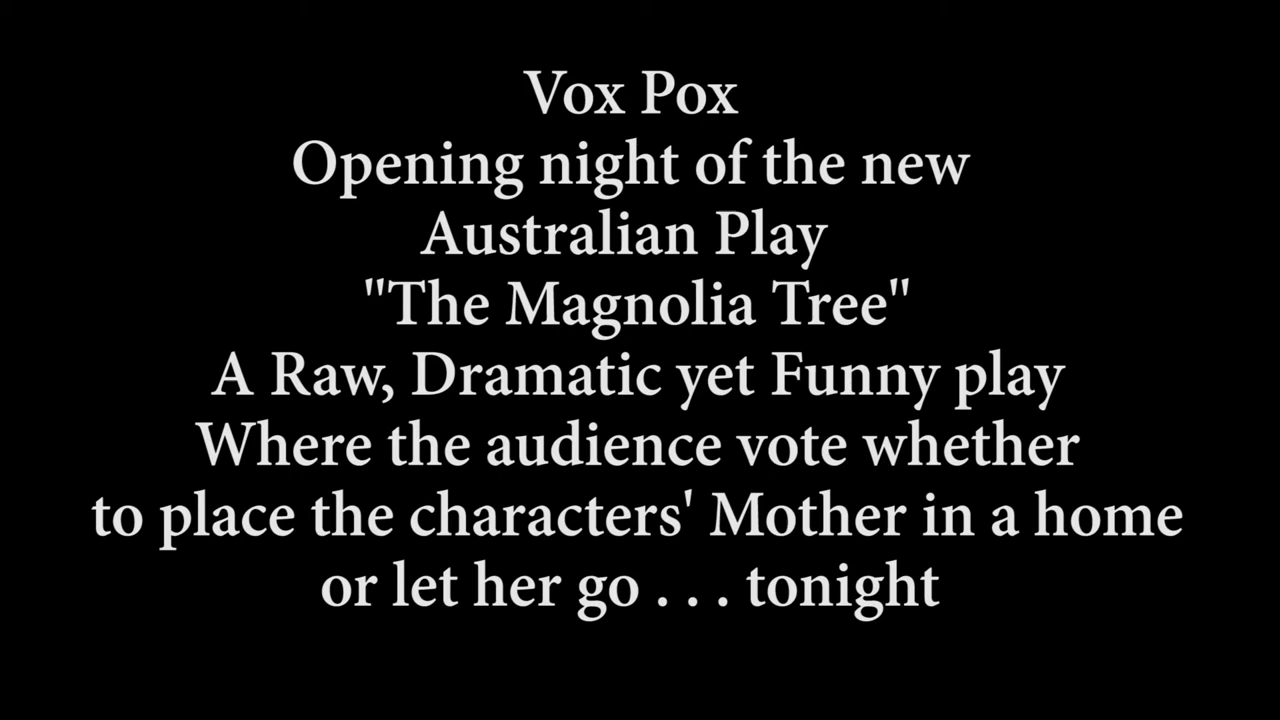 Vox Pox
Opening night of the new
Australian Play
"The Magnolia Tree"
A Raw, Dramatic yet Funny play
Where the audience vote whether
to place the characters' Mother in a home
or let her go . . . tonight